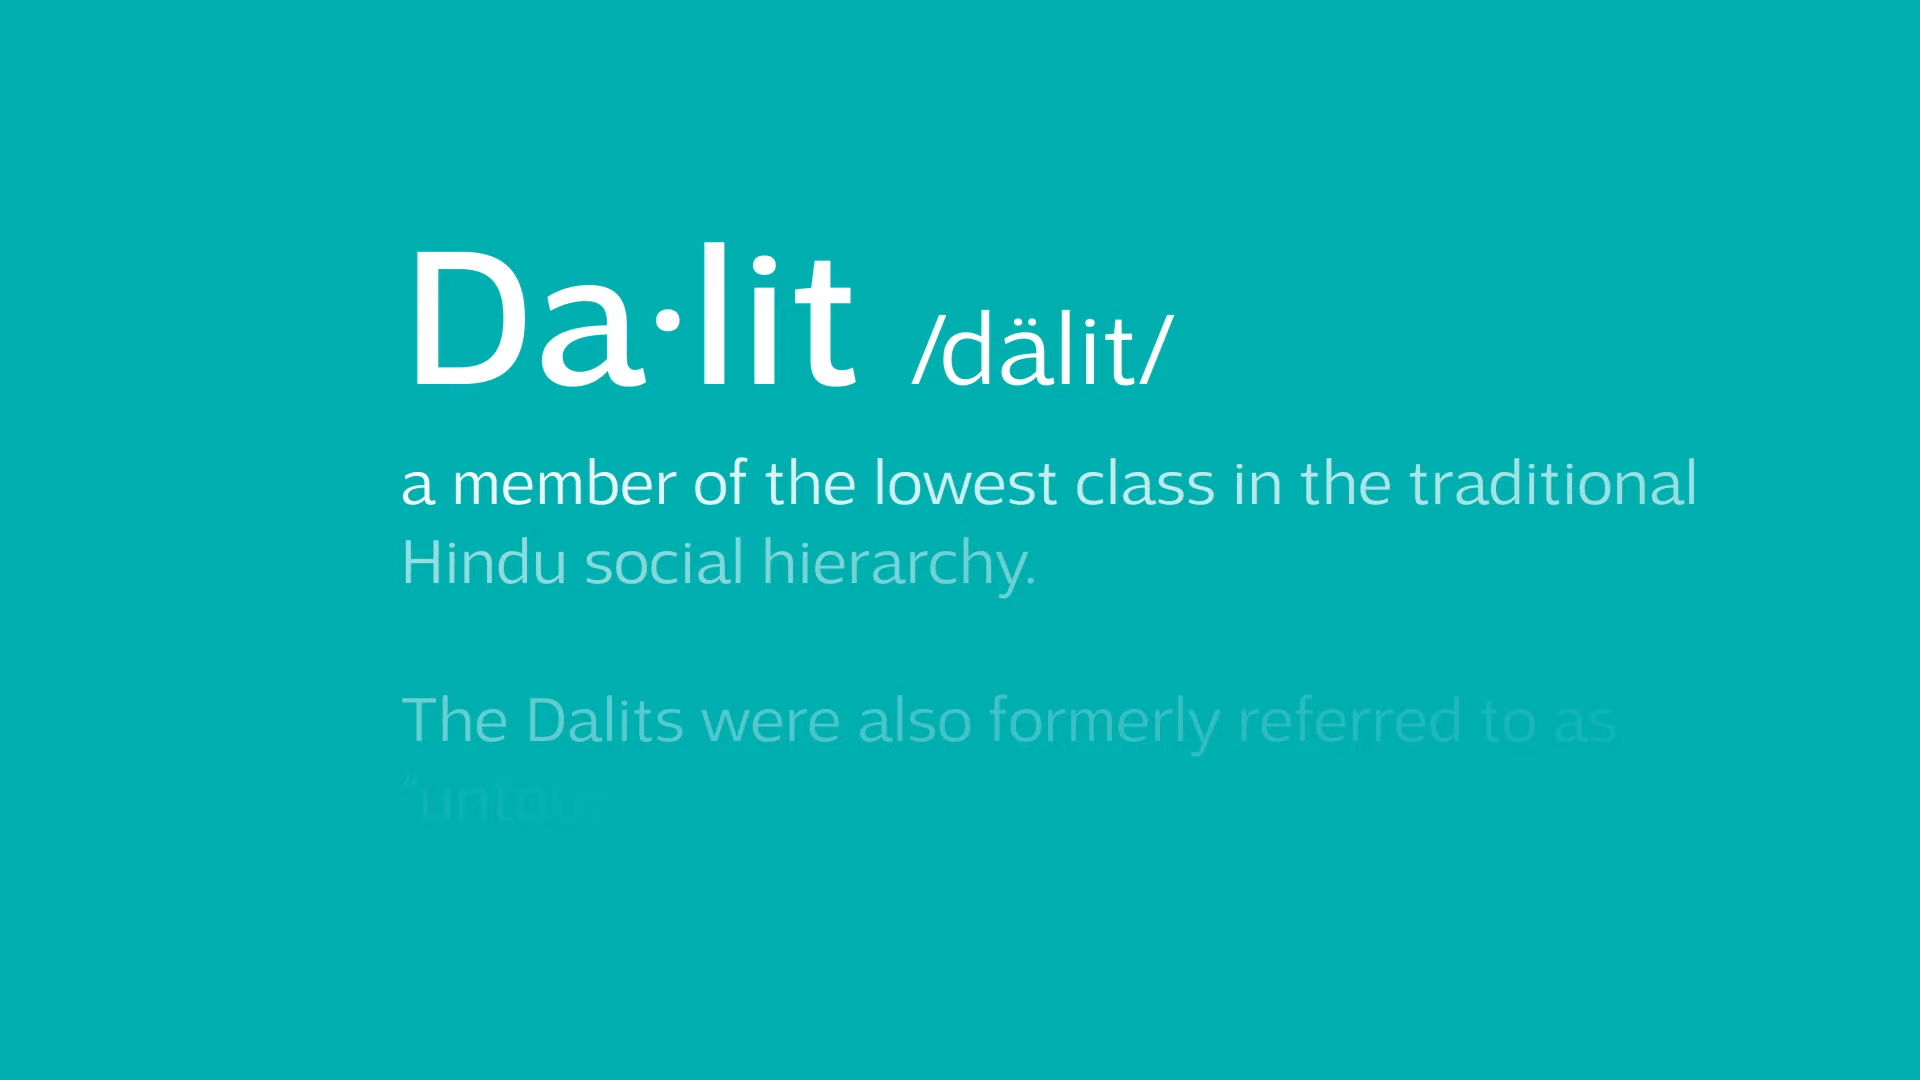 Da·lit /dälit/
a member of the lowest class in the traditional
Hindu social hierarchy.
The Dalits were also formerly referred to as